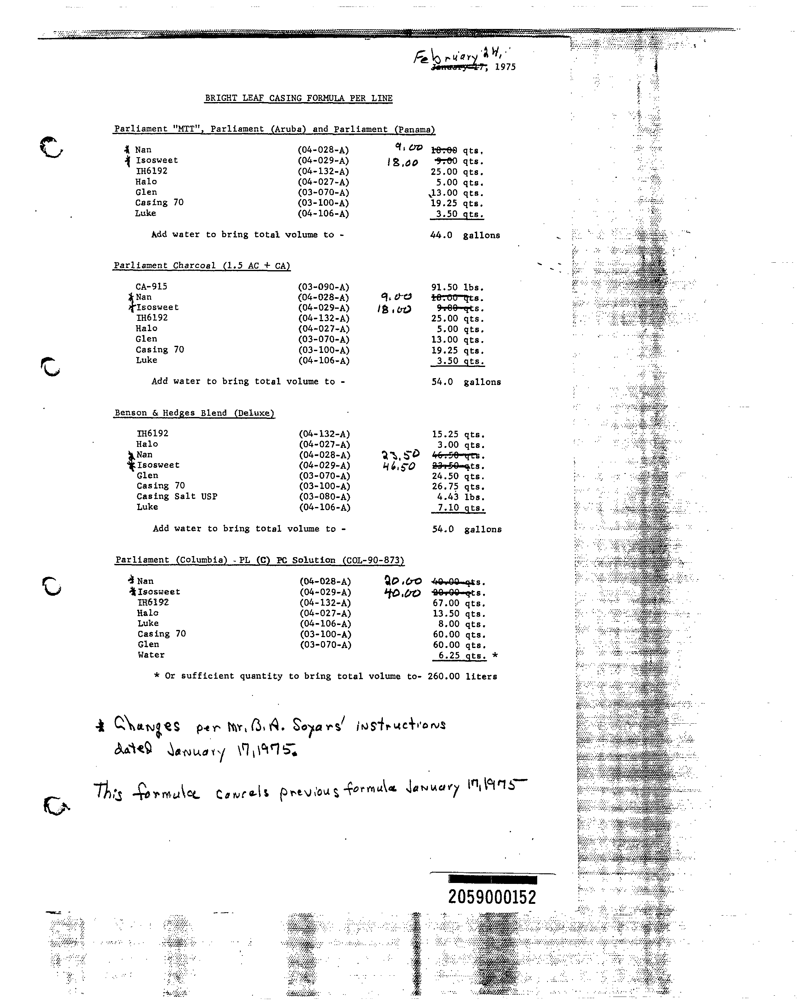 February 24,
January 17, 1975
BRIGHT LEAF CASING FORMULA PER LINE
Parliament "MTT", Parliament (Aruba) and Parliament (Panama)
* Nan (04-028-A) 9.00 18.00 qts.
* Isosweet (04-029-A) 18.00 9.00 qts.
IH6192 (04-132-A) 25.00 qts.
Halo (04-027-A) 5.00 qts.
Glen (03-070-A) 13.00 qts.
Casing 70 (03-100-A) 19.25 qts.
Luke (04-106-A) 3.50 qts.
Add water to bring total volume to - 44.0 gallons
Parliament Charcoal (1.5 AC + CA)
CA-915 (03-090-A) 91.50 lbs.
* Nan (04-028-A) 9.00 18.00 qts.
* Isosweet (04-029-A) 18.00 9.00 qts.
IH6192 (04-132-A) 25.00 qts.
Halo (04-027-A) 5.00 qts.
Glen (03-070-A) 13.00 qts.
Casing 70 (03-100-A) 19.25 qts.
Luke (04-106-A) 3.50 qts.
Add water to bring total volume to - 54.0 gallons
Benson & Hedges Blend (Deluxe)
IH6192 (04-132-A) 15.25 qts.
Halo (04-027-A) 3.00 qts.
* Nan (04-028-A) 23.50 46.50 qts.
* Isosweet (04-029-A) 46.50 23.50 qts.
Glen (03-070-A) 24.50 qts.
Casing 70 (03-100-A) 26.75 qts.
Casing Salt USP (03-080-A) 4.43 lbs.
Luke (04-106-A) 7.10 qts.
Add water to bring total volume to - 54.0 gallons
Parliament (Columbia) - PL (C) PC Solution (COL-90-873)
* Nan (04-028-A) 20.00 40.00 qts.
* Isosweet (04-029-A) 40.00 20.00 qts.
IH6192 (04-132-A) 67.00 qts.
Halo (04-027-A) 13.50 qts.
Luke (04-106-A) 8.00 qts.
Casing 70 (03-100-A) 60.00 qts.
Glen (03-070-A) 60.00 qts.
Water 6.25 qts. *
* Or sufficient quantity to bring total volume to- 260.00 liters
* Changes per Mr. B.A. Soyars' instructions
dated January 17, 1975.
This formula cancels previous formula January 17, 1975
2059000152